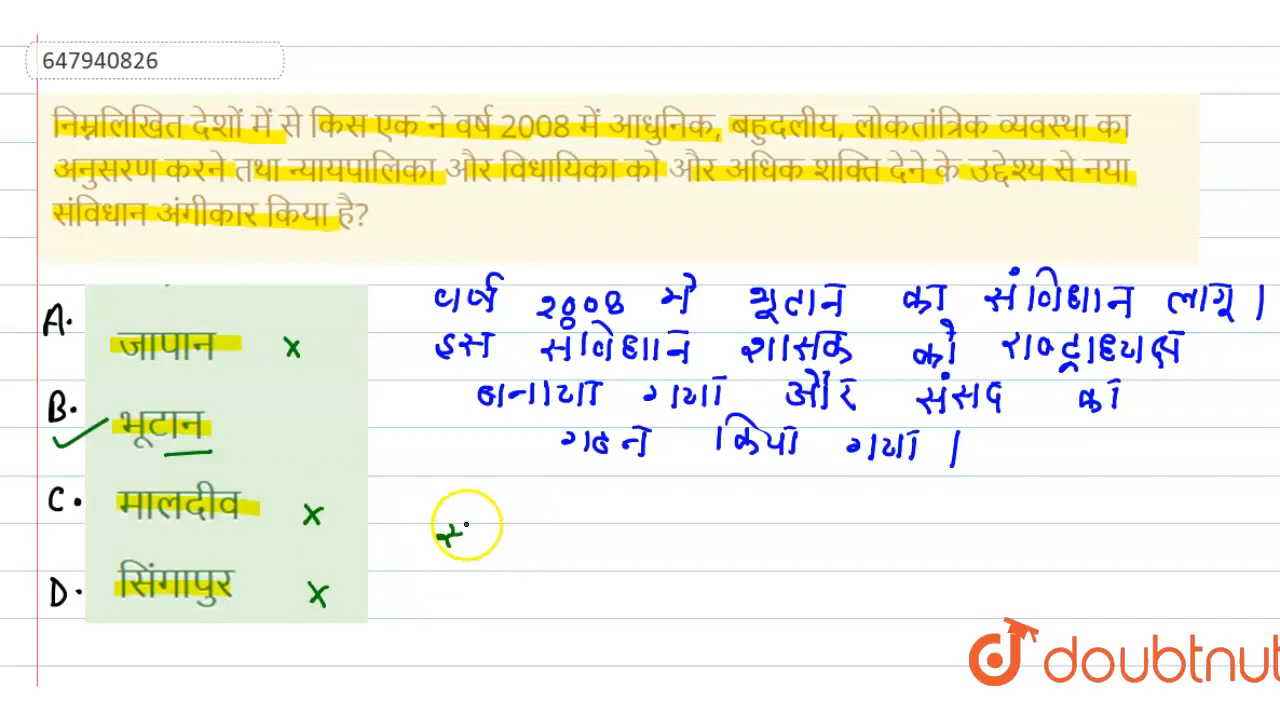 647940826
निम्नलिखित देशों में से किस एक ने वर्ष 2008 में आधुनिक, बहुदलीय, लोकतांत्रिक व्यवस्था का
अनुसरण करने तथा न्यायपालिका और विधायिका को और अधिक शक्ति देने के उद्देश्य से नया
संविधान अंगीकार किया है?
A. जापान x
B. भूटान
C. मालदीव x
D. सिंगापुर x
वर्ष 2008 मे भूतान का संविधान लागू।
इस संविधान शासक को राष्ट्राध्यक्ष
बनाया गया और संसद का
गठन किया गया।
doubtnut